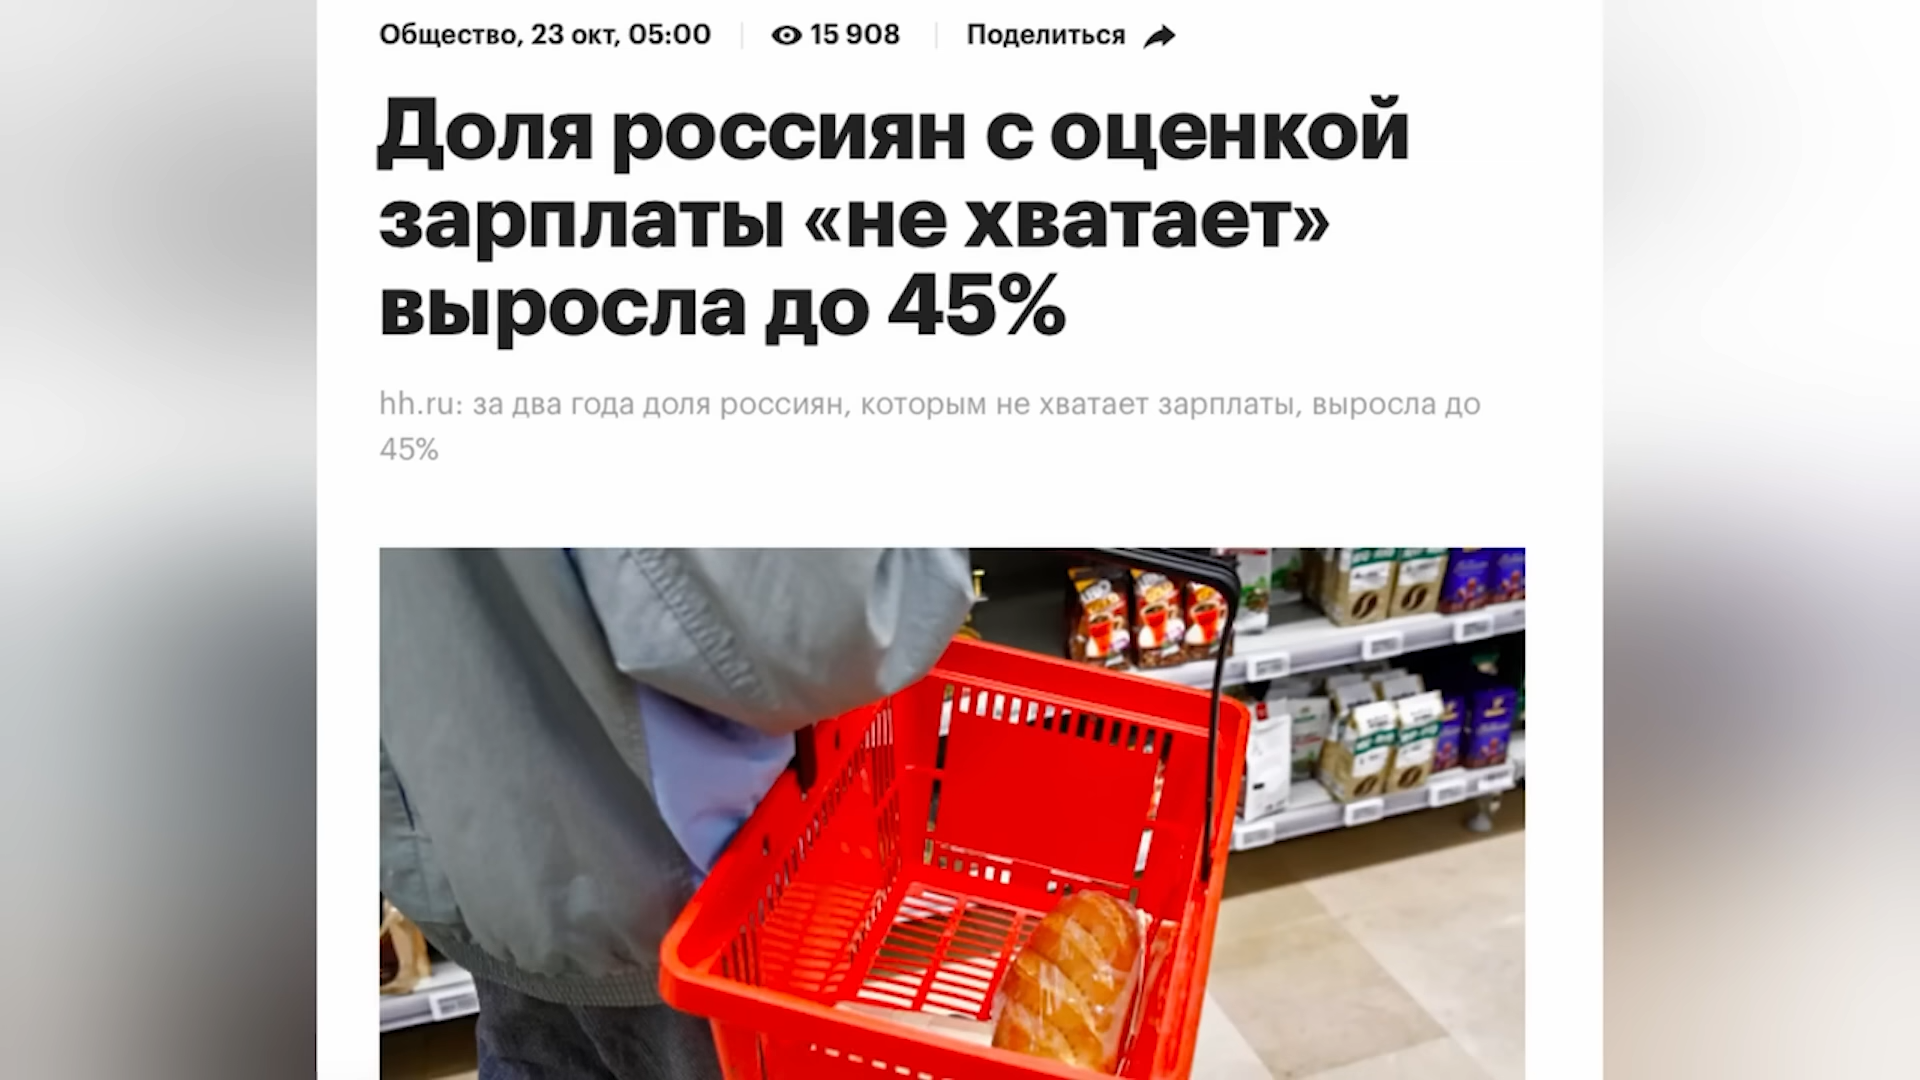 Общество, 23 окт, 05:00 15 908 Поделиться
Доля россиян с оценкой
зарплаты «не хватает»
выросла до 45%
hh.ru: за два года доля россиян, которым не хватает зарплаты, выросла до
45%